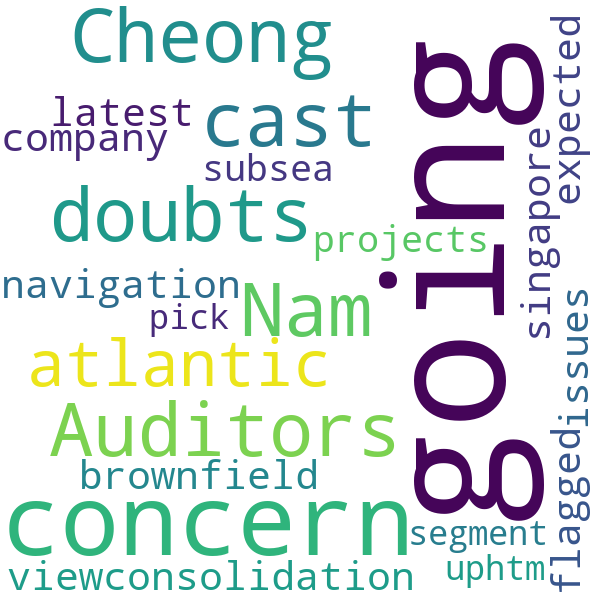 Cheong
latest
cast
company
subsea
doubts
projects
navigation
pick
Nam
atlantic
Auditors
brownfield
concern
segment
viewconsolidation
uphtm
going
singapore
expected
issues
flagged